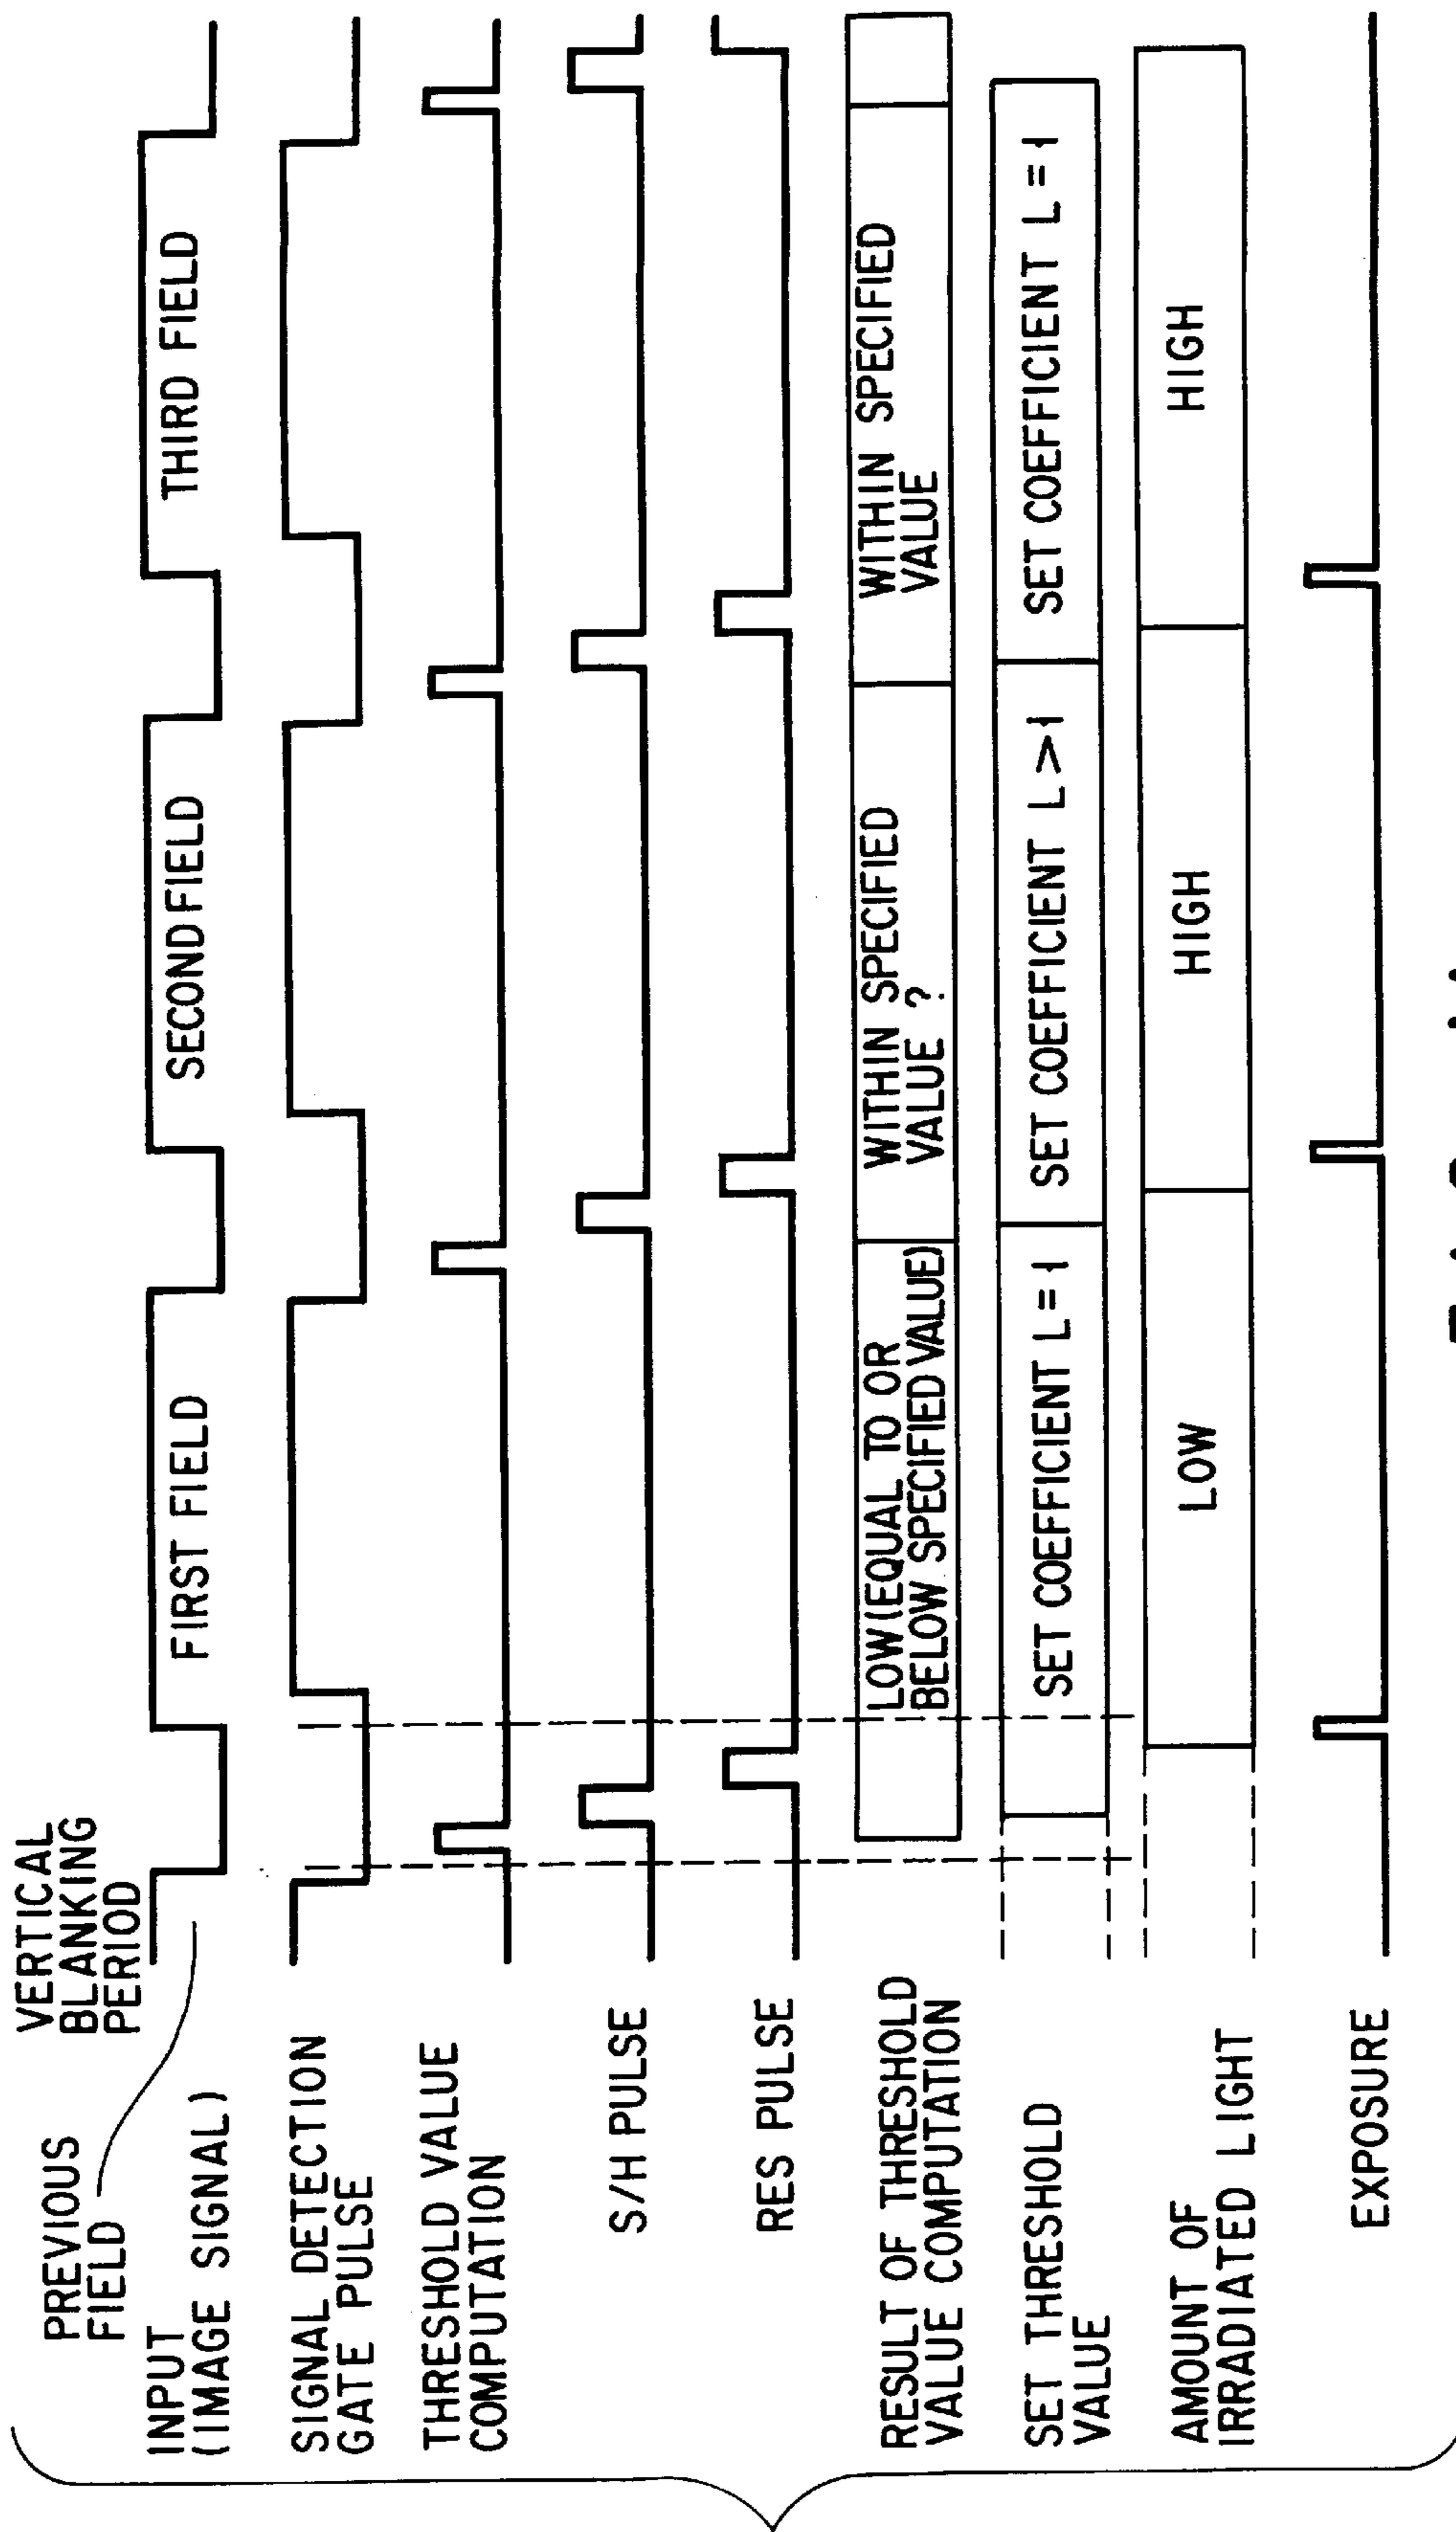 PREVIOUS
FIELD
VERTICAL
BLANKING
PERIOD
INPUT
(IMAGE SIGNAL)
FIRST FIELD
SECOND FIELD
THIRD FIELD
SIGNAL DETECTION
GATE PULSE
THRESHOLD VALUE
COMPUTATION
S/H PULSE
RES PULSE
RESULT OF THRESHOLD
VALUE COMPUTATION
LOW (EQUAL TO OR
BELOW SPECIFIED VALUE)
WITHIN SPECIFIED
VALUE ?
WITHIN SPECIFIED
VALUE
SET THRESHOLD
VALUE
SET COEFFICIENT L = 1
SET COEFFICIENT L > 1
SET COEFFICIENT L = 1
AMOUNT OF
IRRADIATED LIGHT
LOW
HIGH
HIGH
EXPOSURE